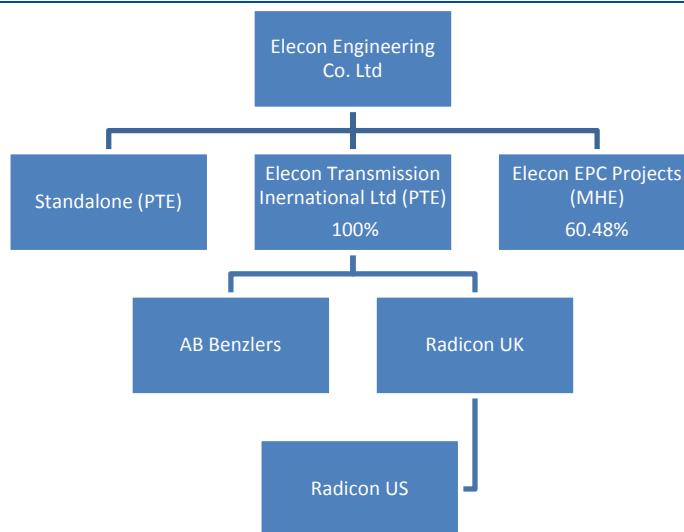 Elecon Engineering
Co. Ltd
Standalone (PTE)
Elecon Transmission
Inernational Ltd (PTE)
100%
Elecon EPC Projects
(MHE)
60.48%
AB Benzlers
Radicon UK
Radicon US